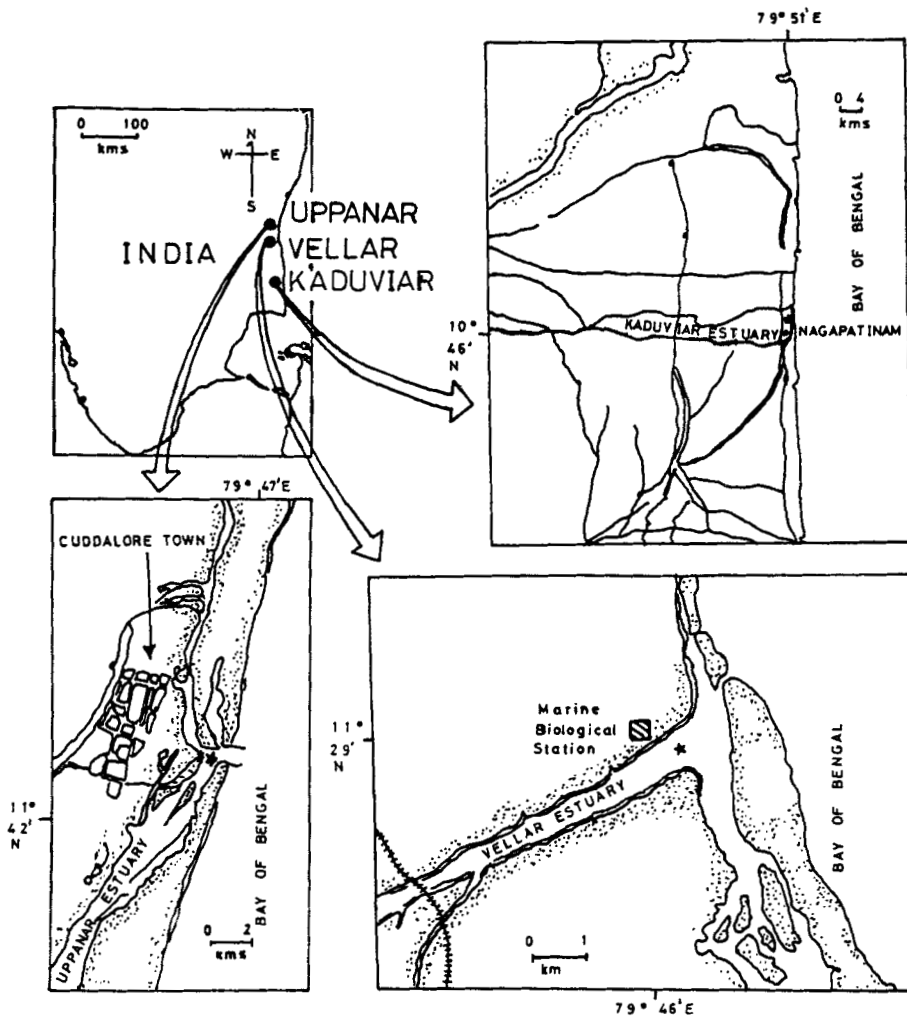 0 100
kms
N
W E
S
INDIA
UPPANAR
VELLAR
KADUVIAR
79° 51' E
0 4
kms
BAY OF BENGAL
KADUVIAR ESTUARY
NAGAPATINAM
10°
46'
N
79° 47' E
CUDDALORE TOWN
11°
42'
N
UPPANAR ESTUARY
BAY OF BENGAL
0 2
kms
Marine
Biological
Station
11°
29'
N
VELLAR ESTUARY
BAY OF BENGAL
0 1
km
79° 46' E